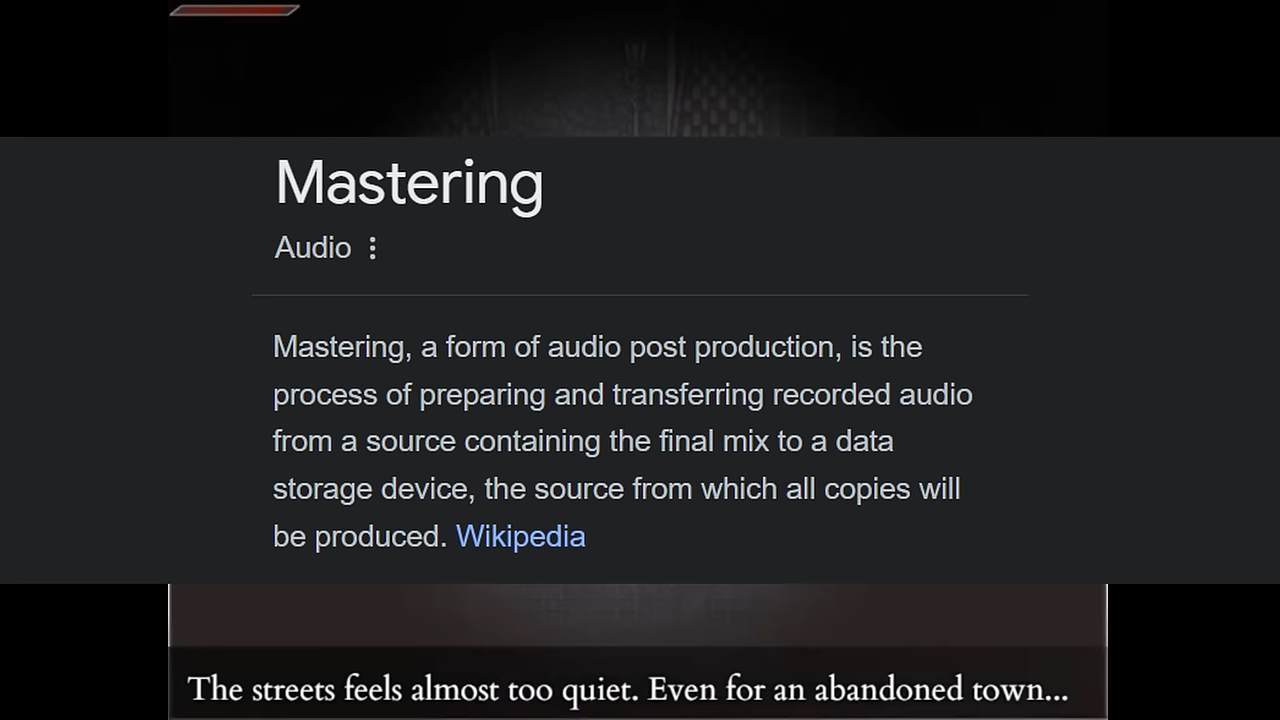 Mastering
Audio
Mastering, a form of audio post production, is the
process of preparing and transferring recorded audio
from a source containing the final mix to a data
storage device, the source from which all copies will
be produced. Wikipedia
The streets feels almost too quiet. Even for an abandoned town...